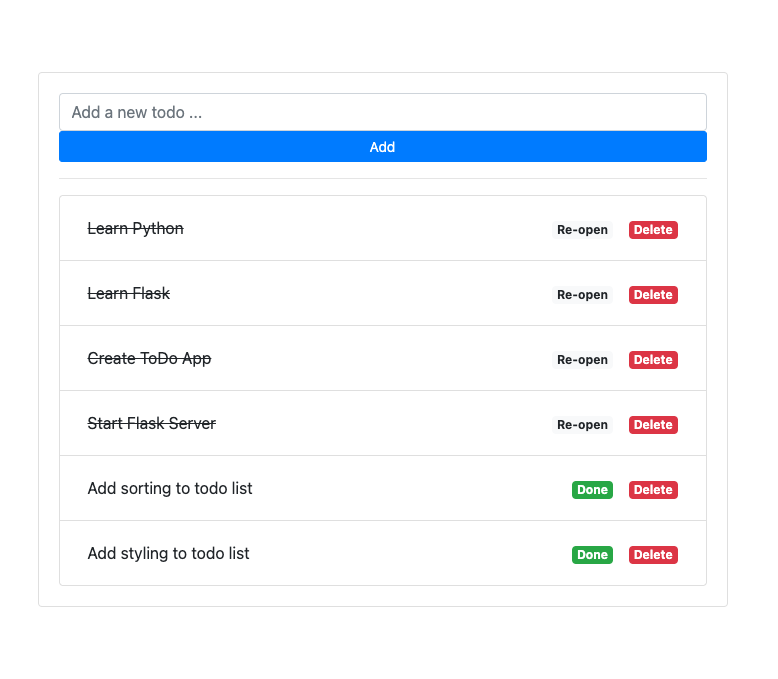 Add a new todo ...
Add
Learn Python Re-open Delete
Learn Flask Re-open Delete
Create ToDo App Re-open Delete
Start Flask Server Re-open Delete
Add sorting to todo list Done Delete
Add styling to todo list Done Delete